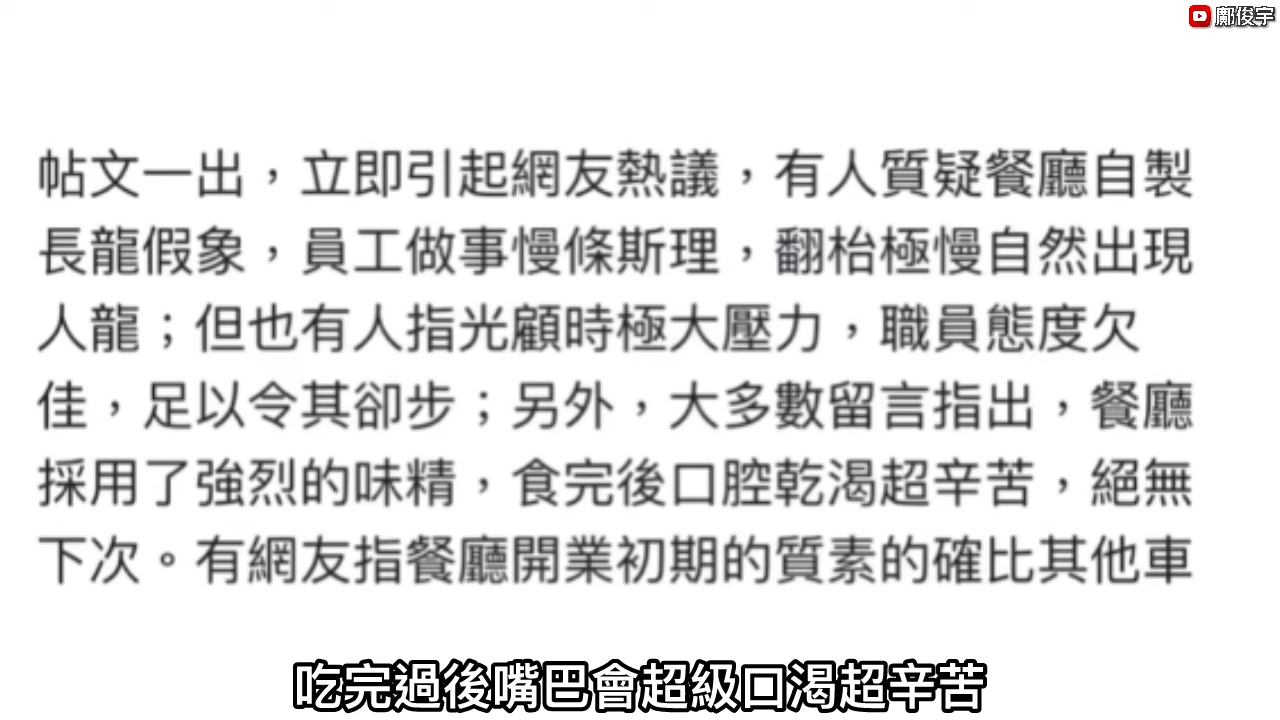 鄺俊宇
帖文一出，立即引起網友熱議，有人質疑餐廳自製
長龍假象，員工做事慢條斯理，翻枱極慢自然出現
人龍；但也有人指光顧時極大壓力，職員態度欠
佳，足以令其卻步；另外，大多數留言指出，餐廳
採用了強烈的味精，食完後口腔乾渴超辛苦，絕無
下次。有網友指餐廳開業初期的質素的確比其他車
吃完過後嘴巴會超級口渴超辛苦